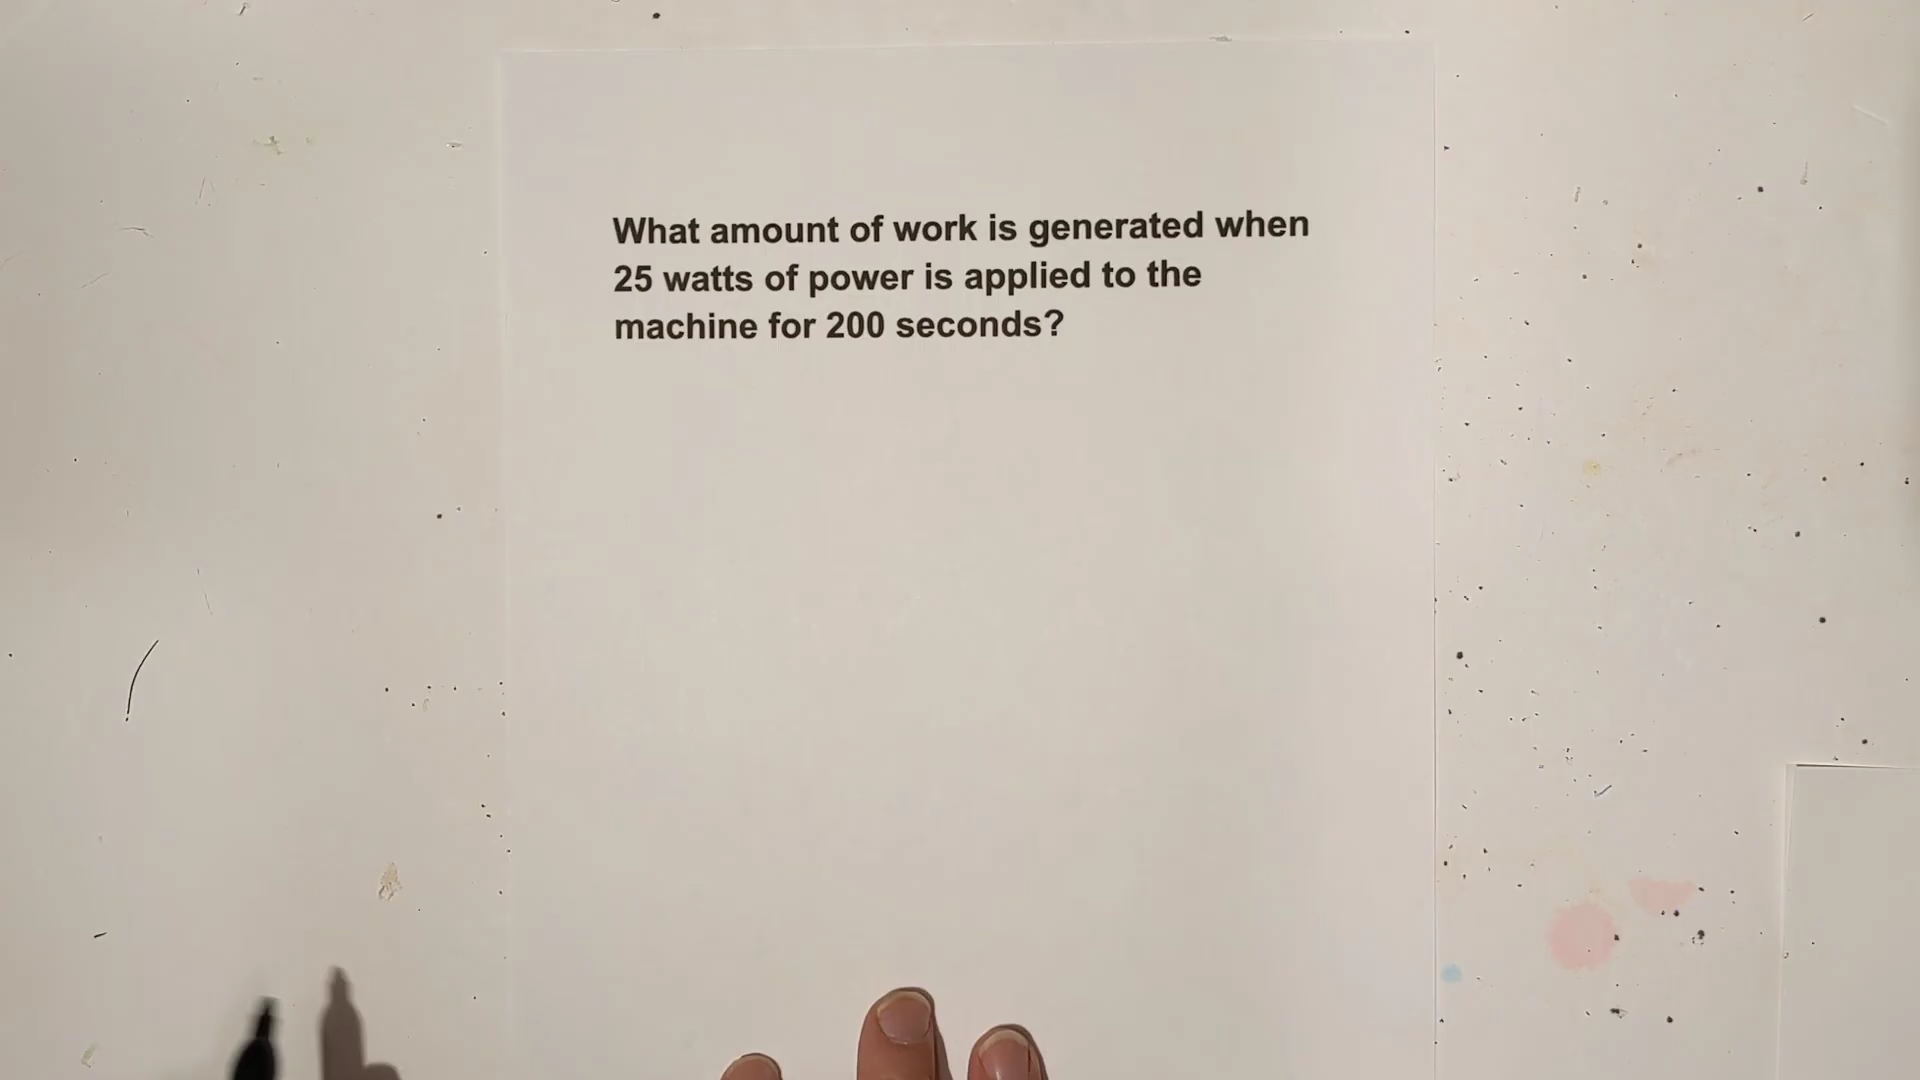 What amount of work is generated when
25 watts of power is applied to the
machine for 200 seconds?